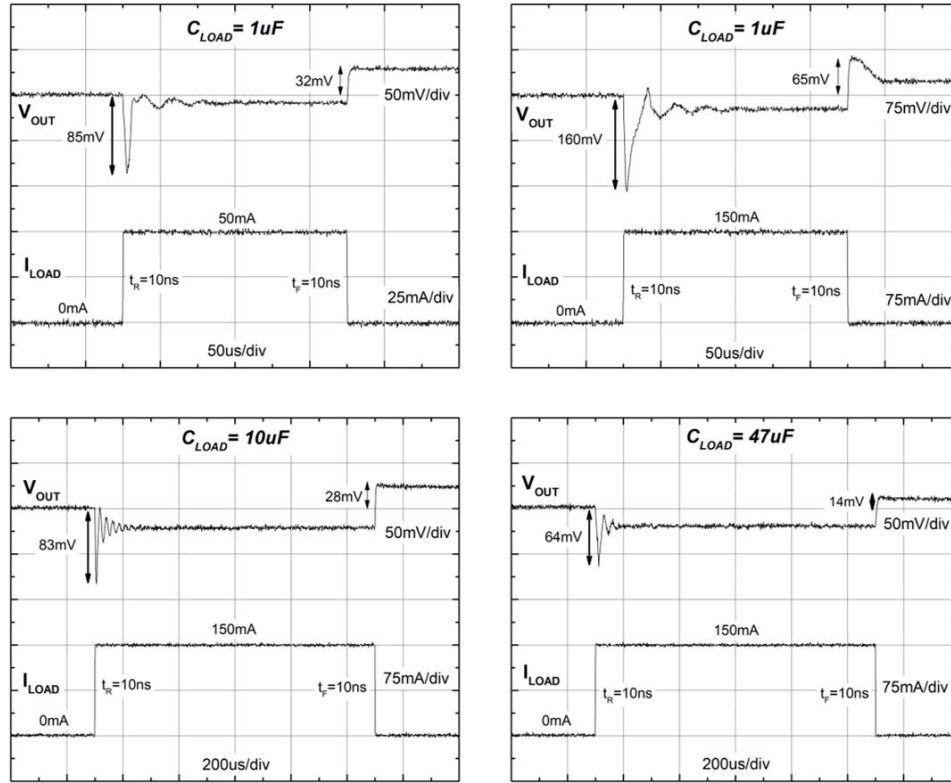 C_LOAD = 1uF
32mV
50mV/div
V_OUT
85mV
50mA
I_LOAD
t_R=10ns
t_F=10ns
25mA/div
0mA
50us/div
C_LOAD = 1uF
65mV
75mV/div
V_OUT
160mV
150mA
I_LOAD
t_R=10ns
t_F=10ns
75mA/div
0mA
50us/div
C_LOAD = 10uF
V_OUT
28mV
50mV/div
83mV
150mA
I_LOAD
t_R=10ns
t_F=10ns
75mA/div
0mA
200us/div
C_LOAD = 47uF
V_OUT
14mV
50mV/div
64mV
150mA
I_LOAD
t_R=10ns
t_F=10ns
75mA/div
0mA
200us/div